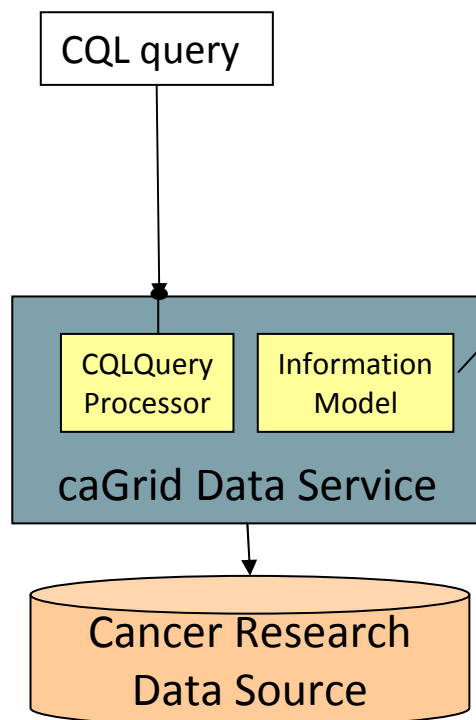 CQL query
CQLQuery
Processor
Information
Model
caGrid Data Service
Cancer Research
Data Source